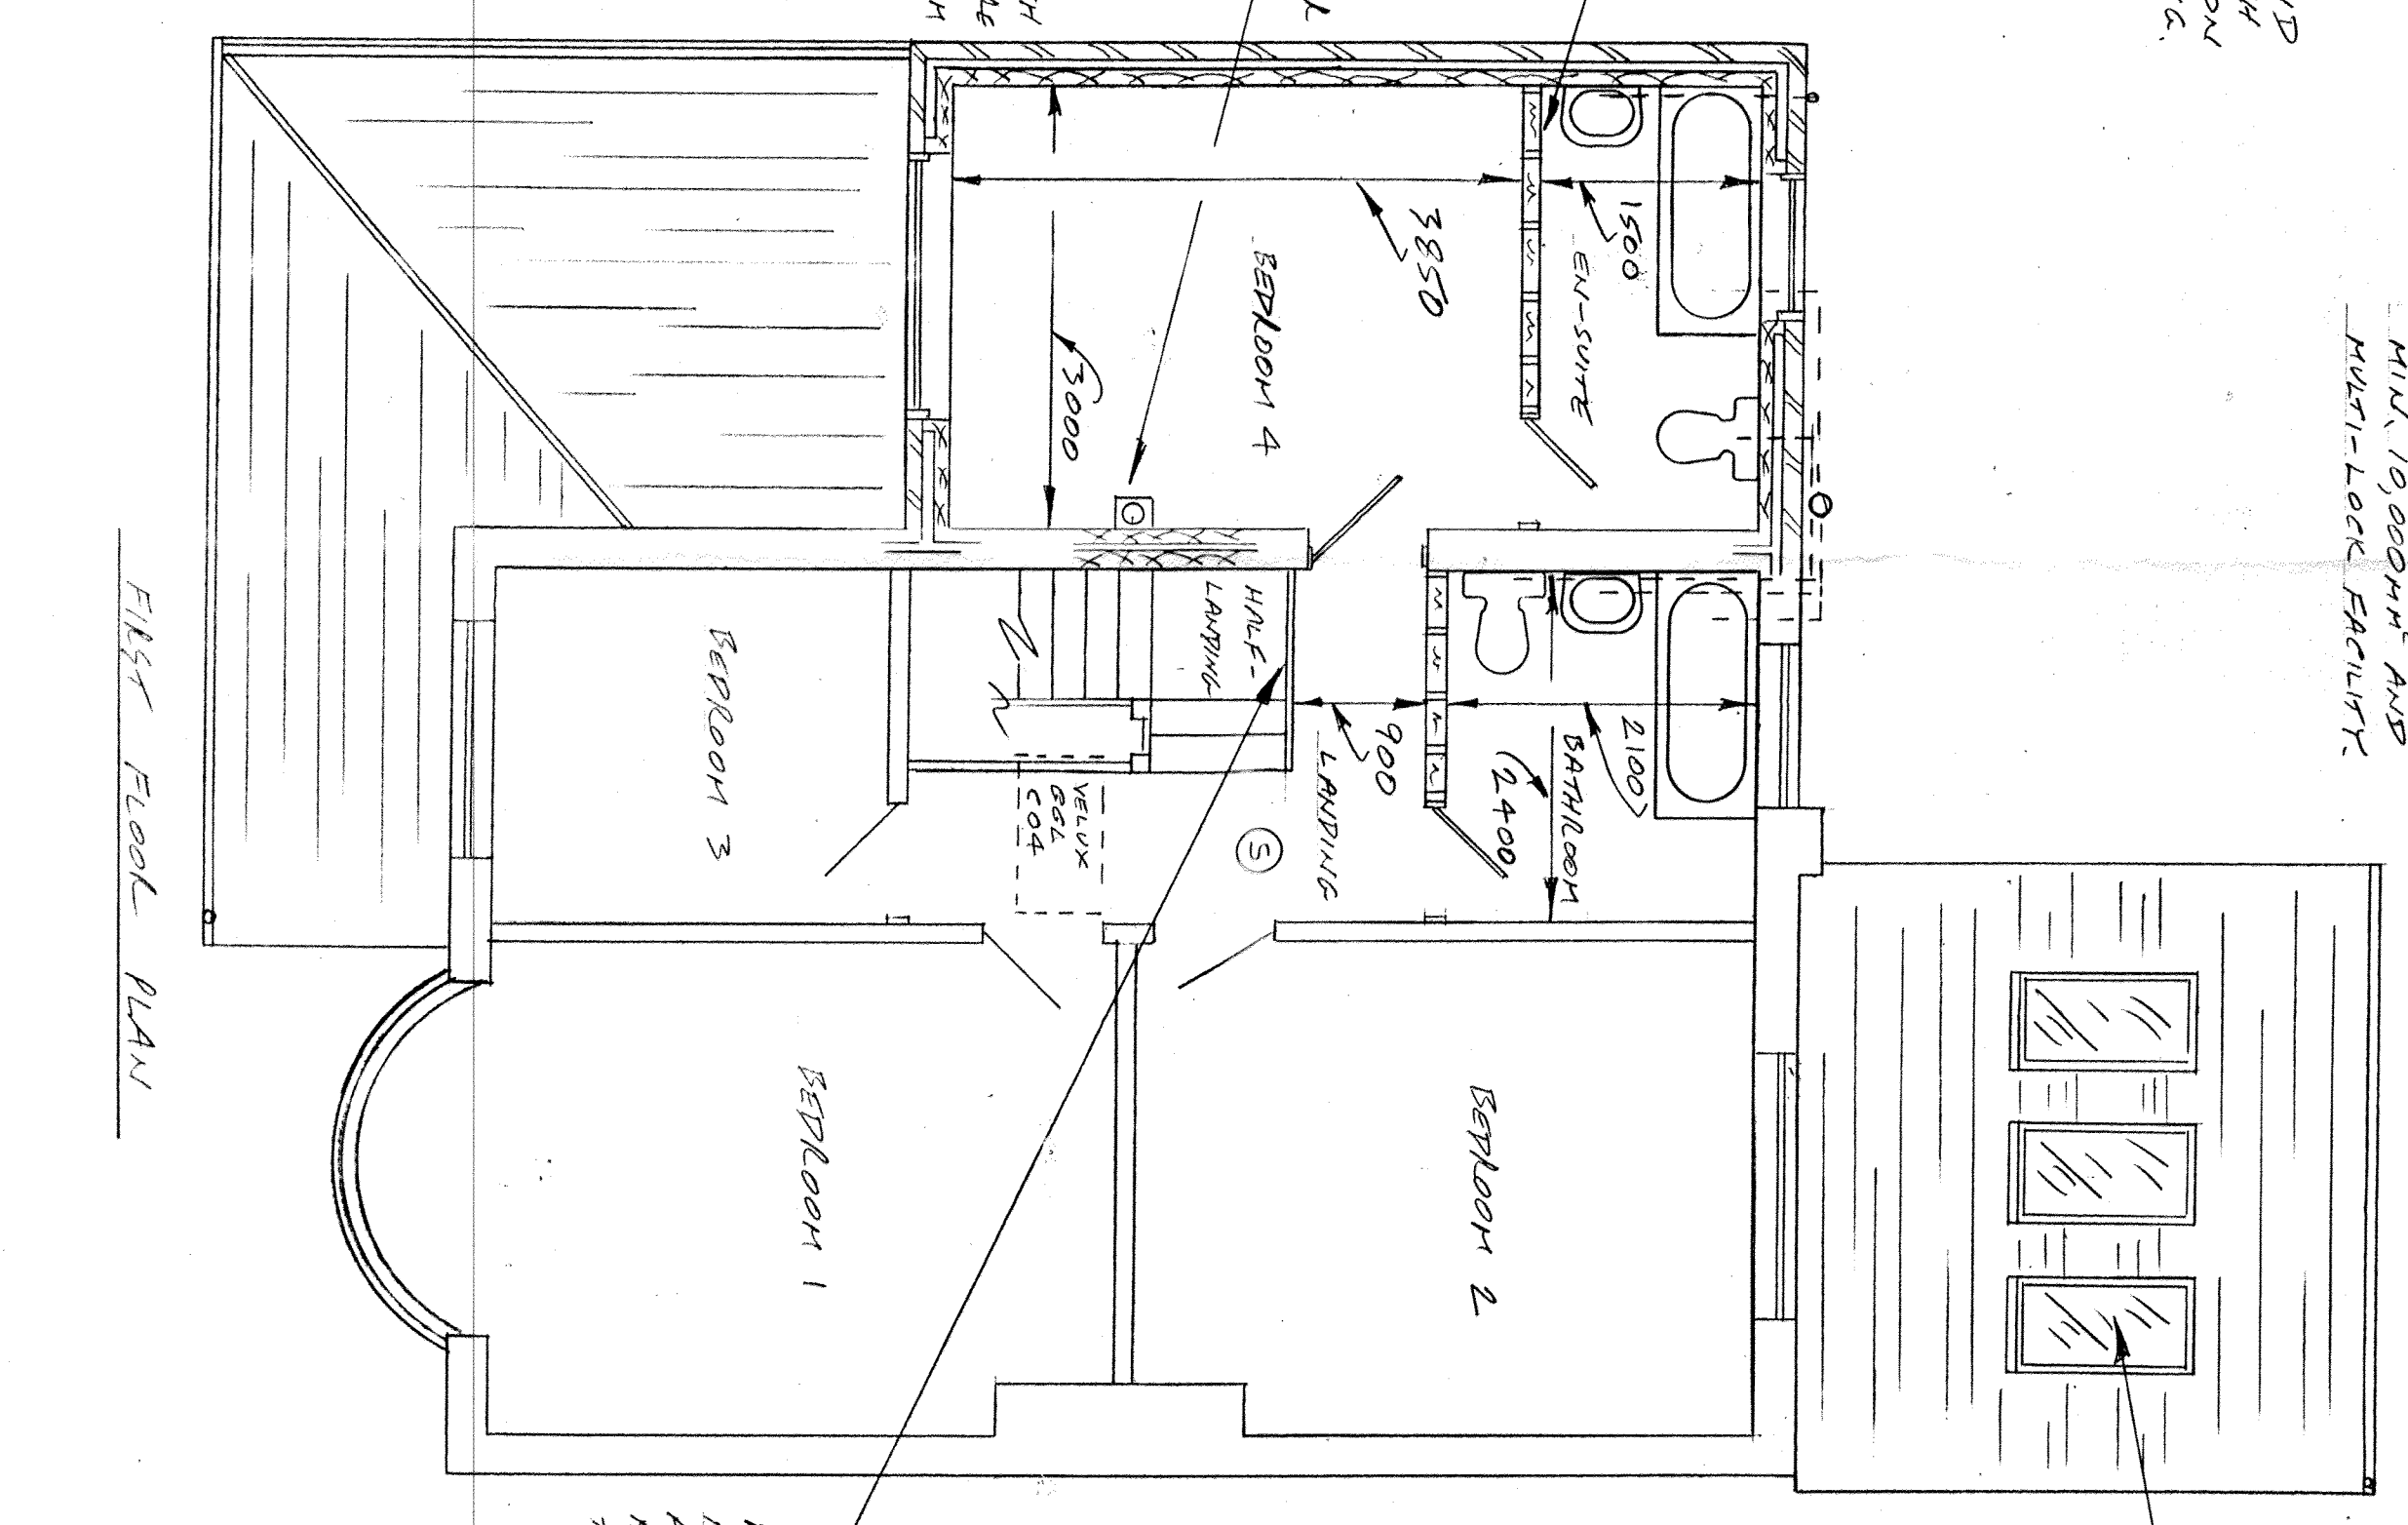 MIN. 10,000MM² AND
MULTI-LOCK FACILITY.
1500
EN-SUITE
3850
BEDROOM 4
3000
HALF-
LANDING
2100
BATHROOM
2400
900
LANDING
S
VELUX
GGL
C04
BEDROOM 3
BEDROOM 2
BEDROOM 1
FIRST FLOOR PLAN